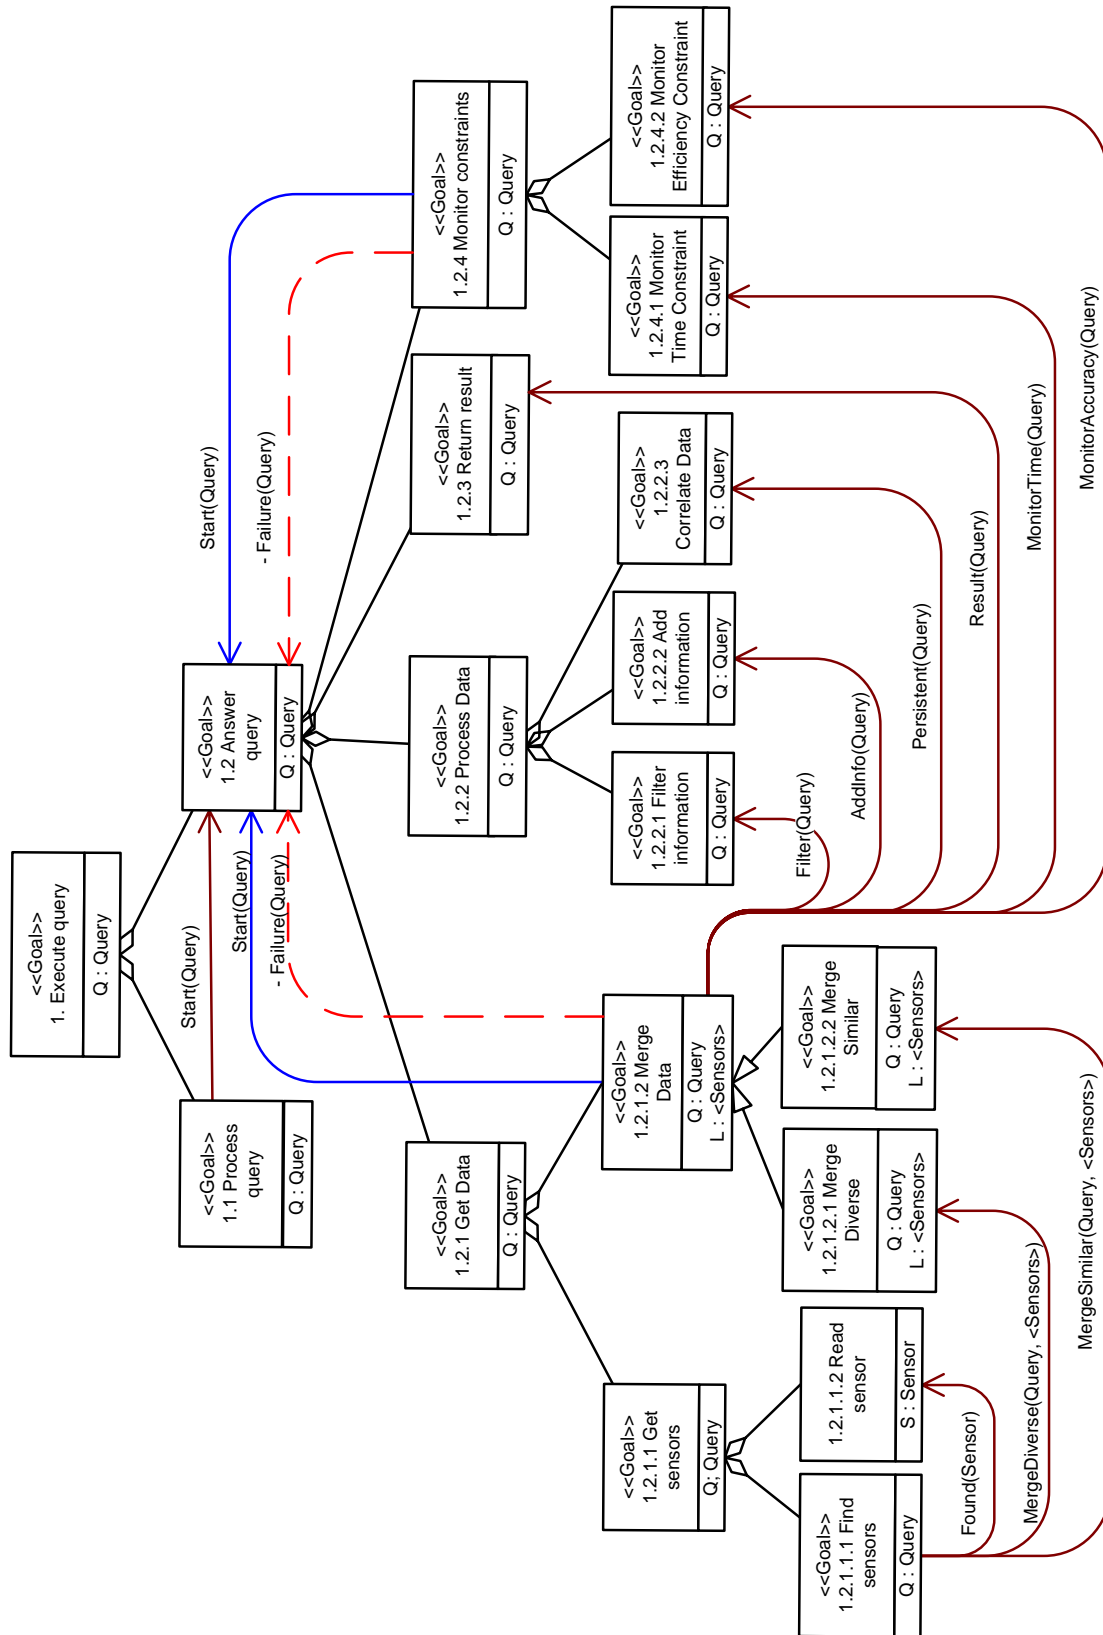 <<Goal>>
1. Execute query
Q : Query
<<Goal>>
1.1 Process
query
Q : Query
Start(Query)
<<Goal>>
1.2 Answer
query
Q : Query
Start(Query)
- Failure(Query)
Start(Query)
- Failure(Query)
<<Goal>>
1.2.1 Get Data
Q : Query
<<Goal>>
1.2.2 Process Data
Q : Query
<<Goal>>
1.2.3 Return result
Q : Query
<<Goal>>
1.2.4 Monitor constraints
Q : Query
<<Goal>>
1.2.1.1 Get
sensors
Q; Query
<<Goal>>
1.2.1.2 Merge
Data
Q : Query
L : <Sensors>
<<Goal>>
1.2.2.1 Filter
information
Q : Query
<<Goal>>
1.2.2.2 Add
information
Q : Query
<<Goal>>
1.2.2.3
Correlate Data
Q : Query
<<Goal>>
1.2.4.1 Monitor
Time Constraint
Q : Query
<<Goal>>
1.2.4.2 Monitor
Efficiency Constraint
Q : Query
<<Goal>>
1.2.1.1.1 Find
sensors
Q : Query
1.2.1.1.2 Read
sensor
S : Sensor
<<Goal>>
1.2.1.2.1 Merge
Diverse
Q : Query
L : <Sensors>
<<Goal>>
1.2.1.2.2 Merge
Similar
Q : Query
L : <Sensors>
Filter(Query)
AddInfo(Query)
Persistent(Query)
Result(Query)
MonitorTime(Query)
MonitorAccuracy(Query)
Found(Sensor)
MergeDiverse(Query, <Sensors>)
MergeSimilar(Query, <Sensors>)